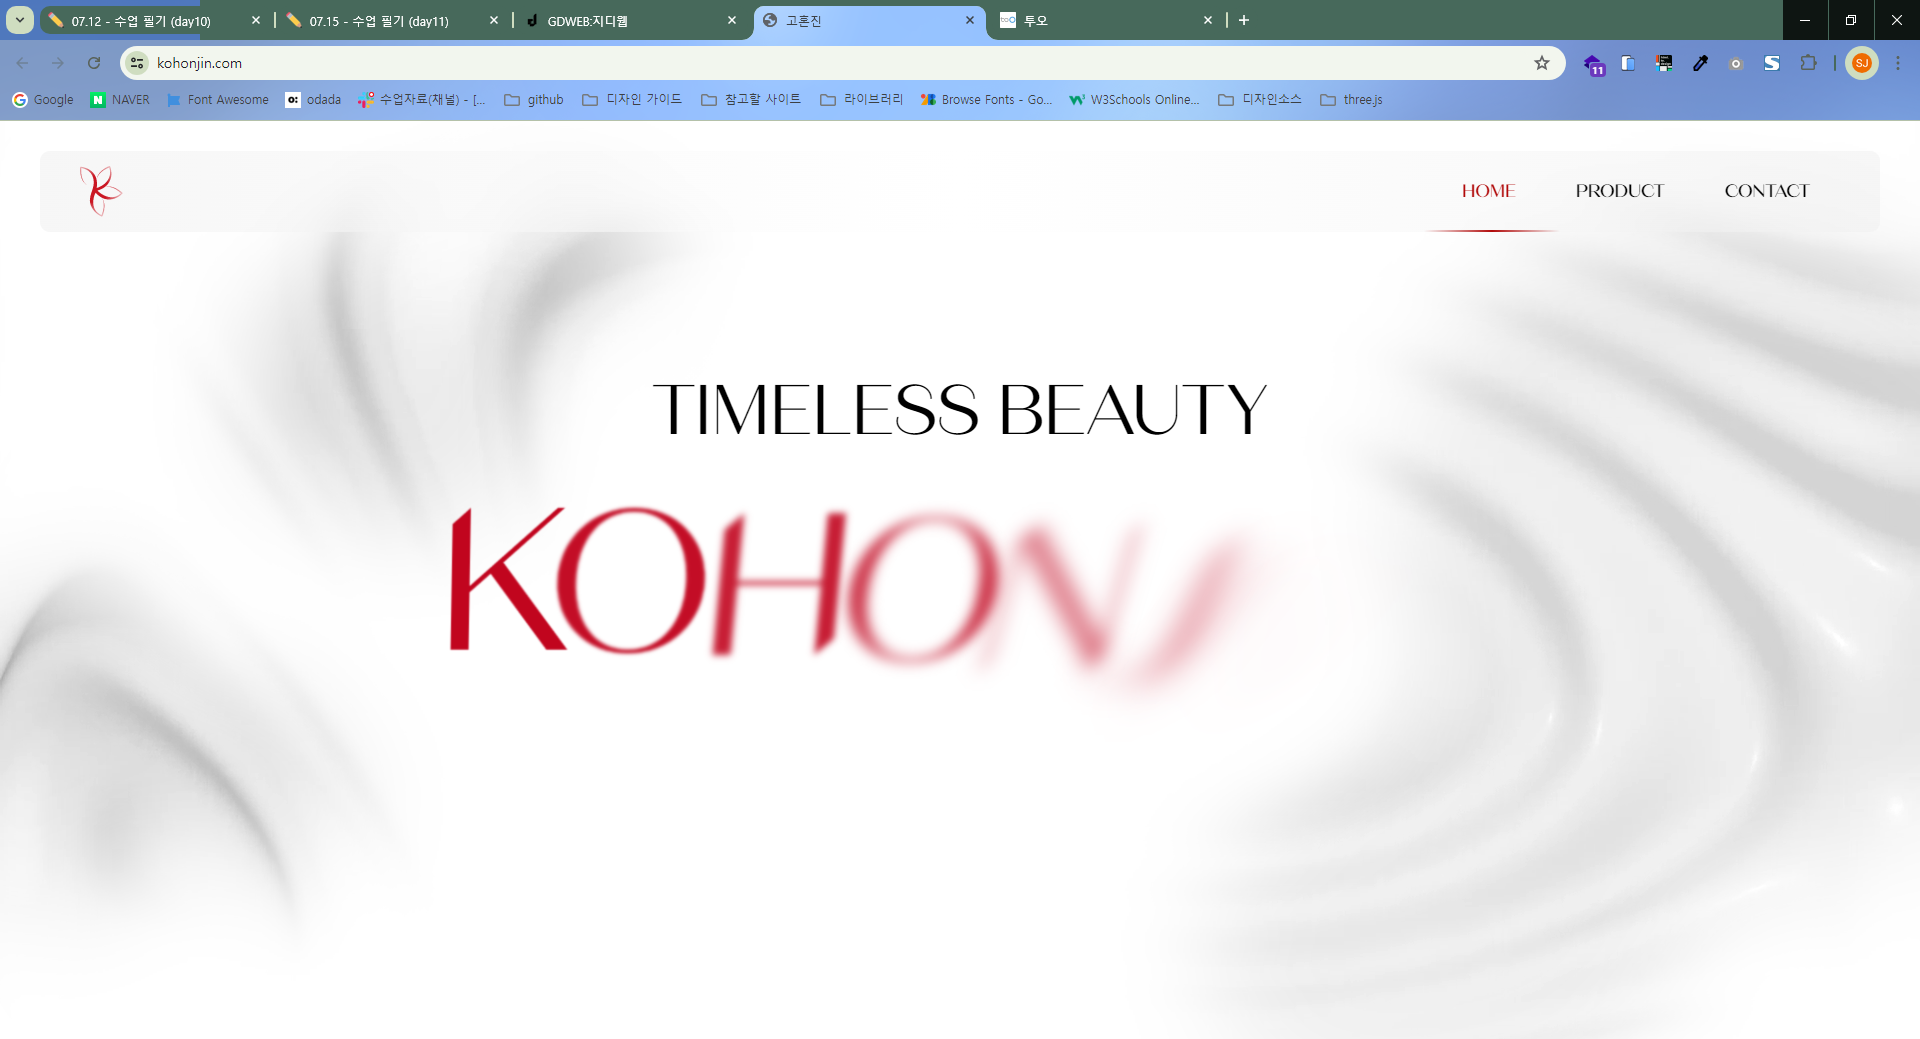 07.12 - 수업 필기 (day10)
07.15 - 수업 필기 (day11)
GDWEB:지디웹
고혼진
투오
kohonjin.com
11
SJ
Google
NAVER
Font Awesome
odada
수업자료(채널) - [...
github
디자인 가이드
참고할 사이트
라이브러리
Browse Fonts - Go...
W3Schools Online...
디자인소스
three.js
HOME
PRODUCT
CONTACT
TIMELESS BEAUTY
KOHONJ